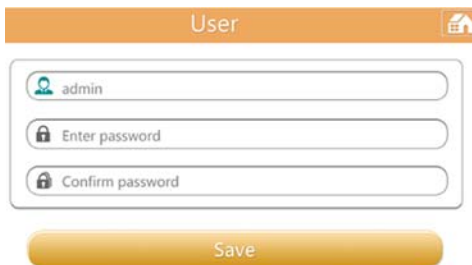 User
admin
Enter password
Confirm password
Save